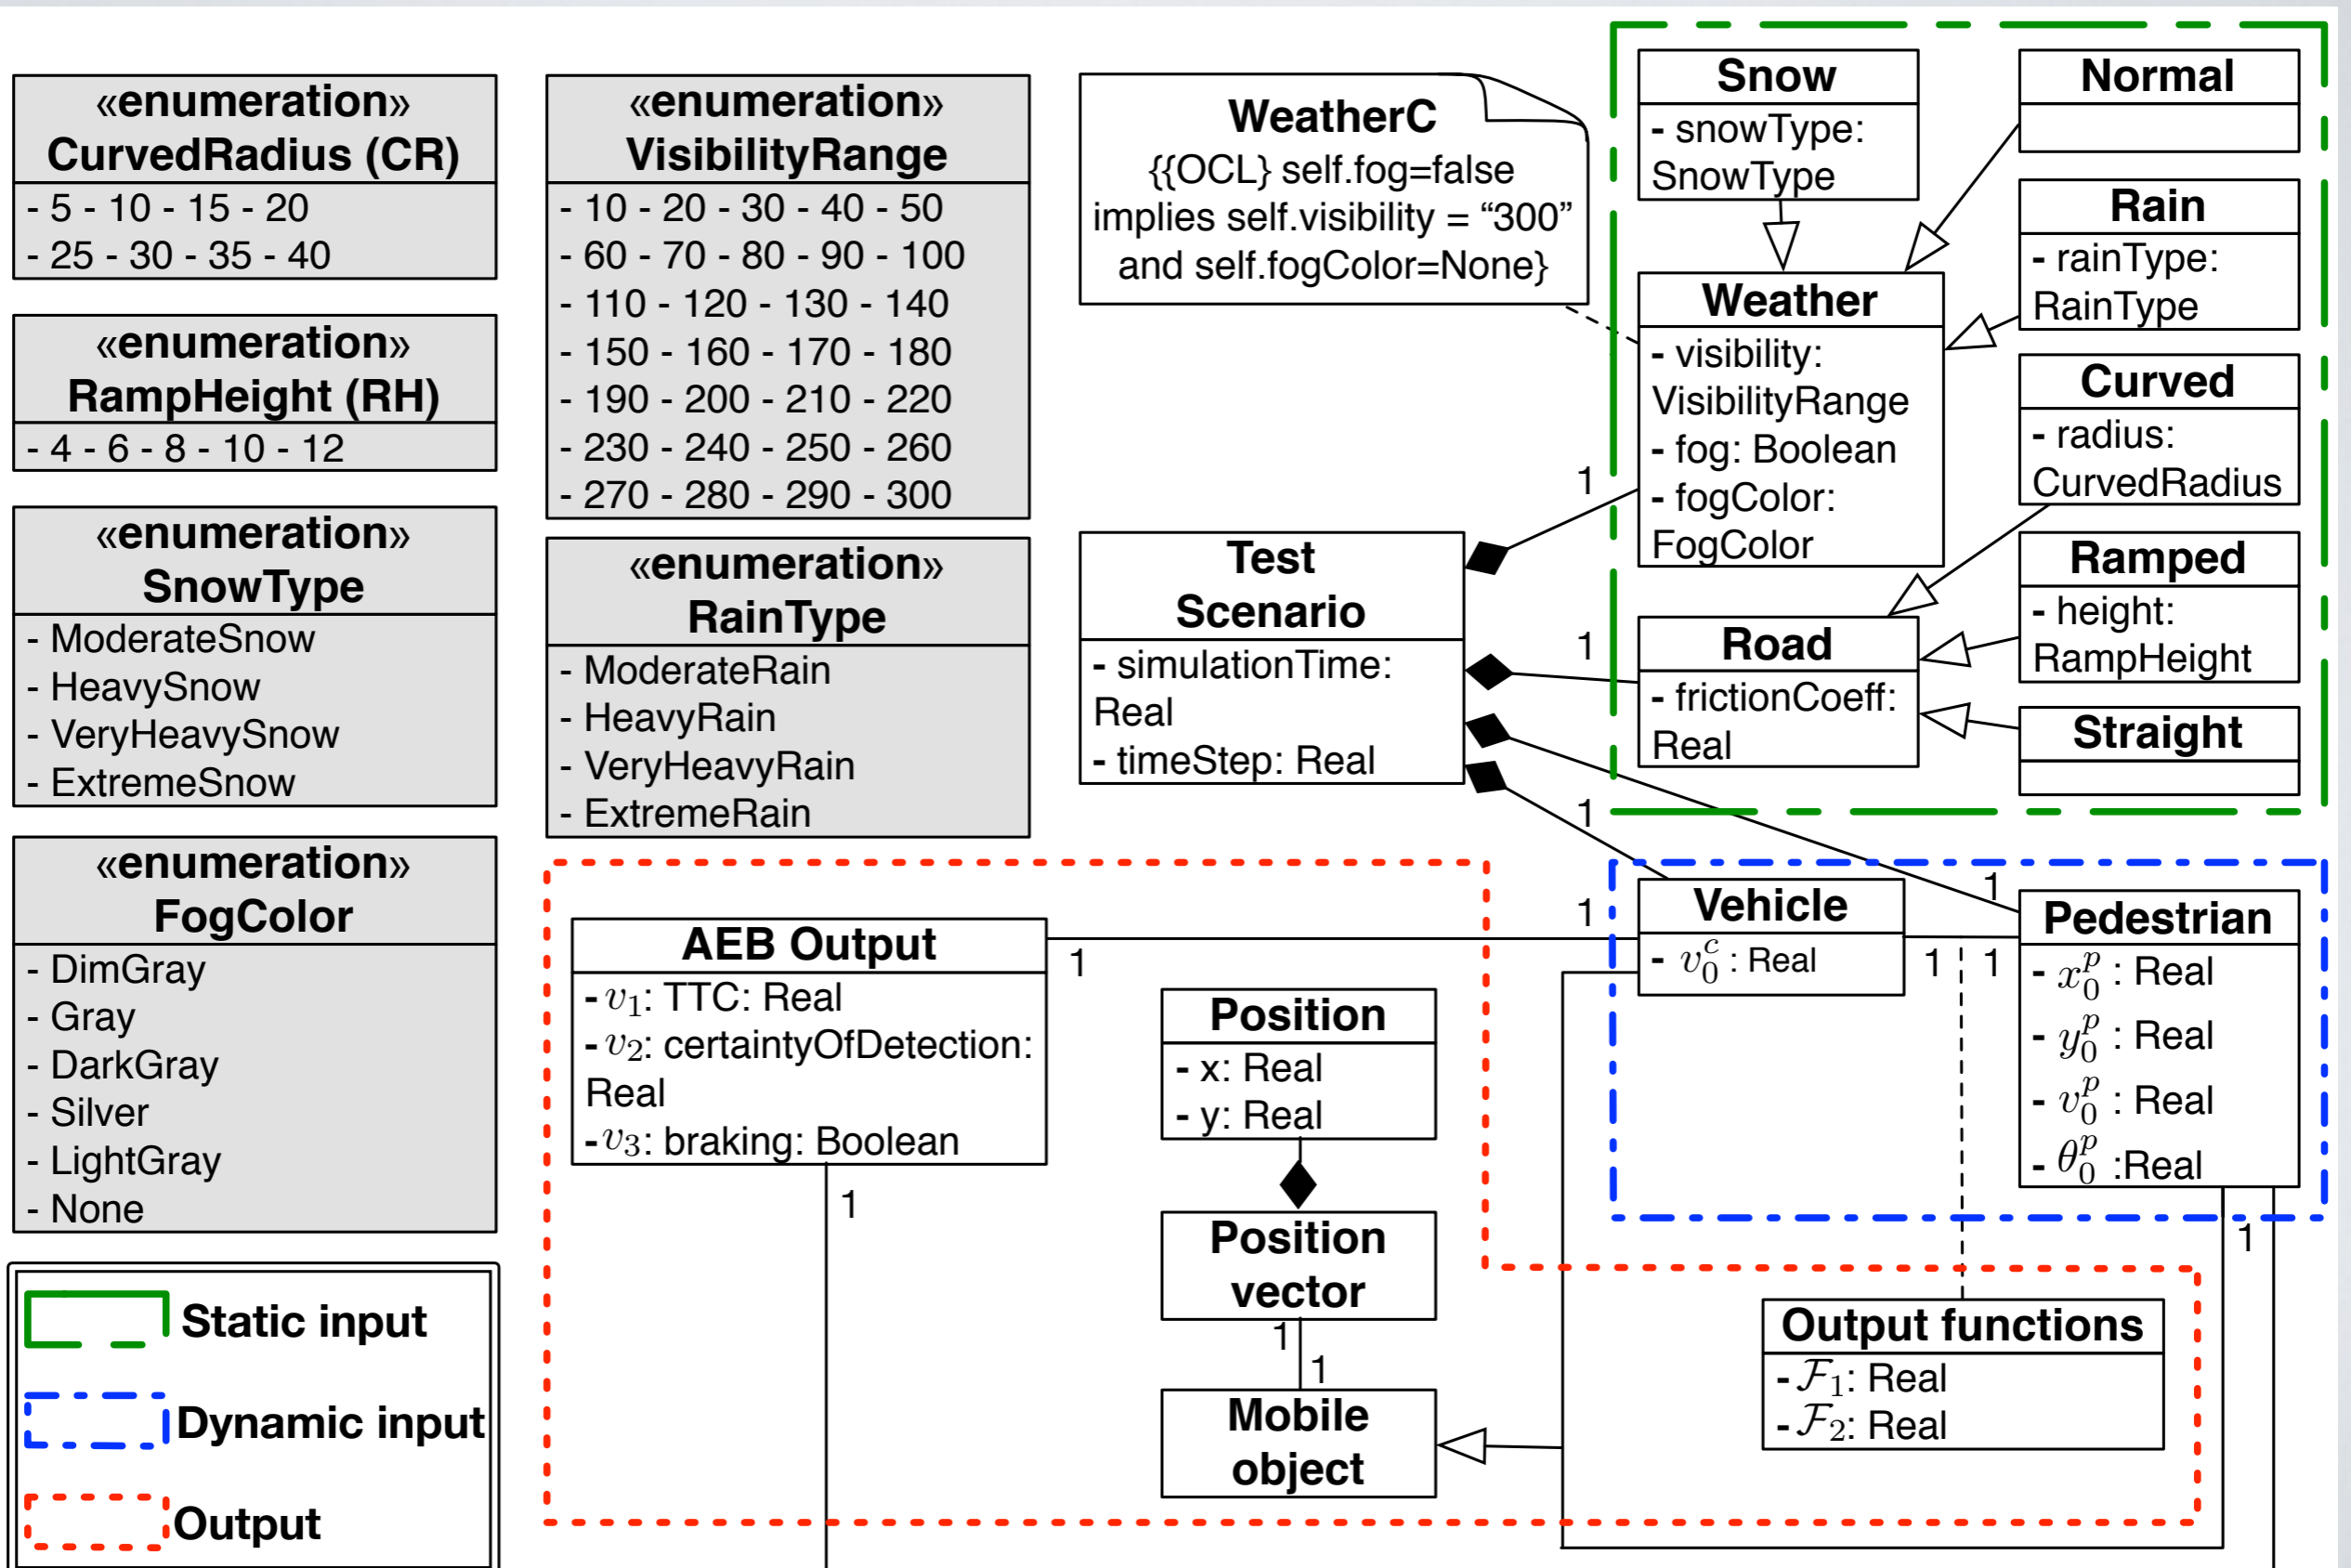 «enumeration»
CurvedRadius (CR)
- 5 - 10 - 15 - 20
- 25 - 30 - 35 - 40
«enumeration»
RampHeight (RH)
- 4 - 6 - 8 - 10 - 12
«enumeration»
SnowType
- ModerateSnow
- HeavySnow
- VeryHeavySnow
- ExtremeSnow
«enumeration»
FogColor
- DimGray
- Gray
- DarkGray
- Silver
- LightGray
- None
Static input
Dynamic input
Output
«enumeration»
VisibilityRange
- 10 - 20 - 30 - 40 - 50
- 60 - 70 - 80 - 90 - 100
- 110 - 120 - 130 - 140
- 150 - 160 - 170 - 180
- 190 - 200 - 210 - 220
- 230 - 240 - 250 - 260
- 270 - 280 - 290 - 300
«enumeration»
RainType
- ModerateRain
- HeavyRain
- VeryHeavyRain
- ExtremeRain
WeatherC
{{OCL} self.fog=false
implies self.visibility = “300”
and self.fogColor=None}
Test
Scenario
- simulationTime:
Real
- timeStep: Real
1
1
1
1
Snow
- snowType:
SnowType
Normal
Rain
- rainType:
RainType
Weather
- visibility:
VisibilityRange
- fog: Boolean
- fogColor:
FogColor
Curved
- radius:
CurvedRadius
Ramped
- height:
RampHeight
Road
- frictionCoeff:
Real
Straight
AEB Output
- v₁: TTC: Real
- v₂: certaintyOfDetection:
Real
- v₃: braking: Boolean
1
1
1
Position
- x: Real
- y: Real
Position
vector
1
1
Mobile
object
Vehicle
- v₀ᶜ : Real
1
1
Pedestrian
- x₀ᵖ : Real
- y₀ᵖ : Real
- v₀ᵖ : Real
- θ₀ᵖ :Real
1
Output functions
- ℱ₁: Real
- ℱ₂: Real